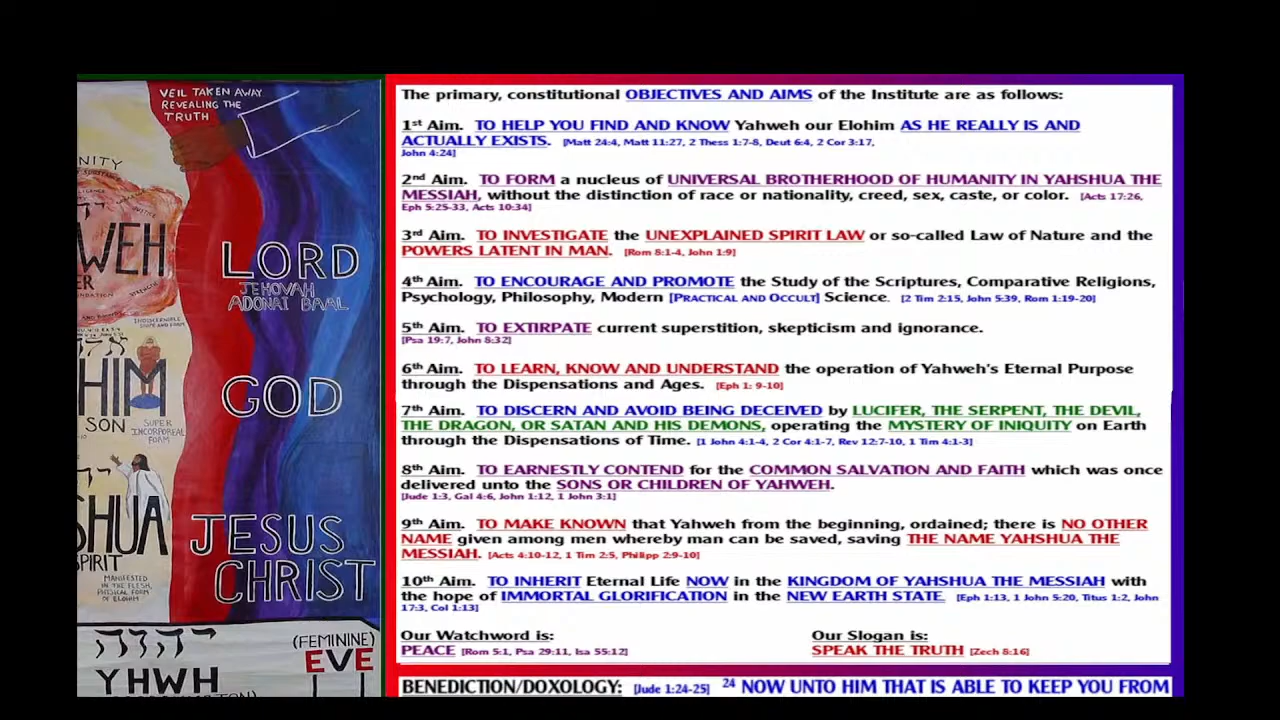 VEIL TAKEN AWAY
REVEALING THE
TRUTH
NITY
WEH
ER
LORD
JEHOVAH
ADONAI BAAL
INDISCERNIBLE
SHAPE AND FORM
HIM
SON
SUPER
INCORPOREAL
FORM
GOD
SHUA
SPIRIT
MANIFESTED
IN THE FLESH,
PHYSICAL FORM
OF ELOHIM
JESUS
CHRIST
יהוה
YHWH
(FEMININE)
EVE
The primary, constitutional OBJECTIVES AND AIMS of the Institute are as follows:
1st Aim. TO HELP YOU FIND AND KNOW Yahweh our Elohim AS HE REALLY IS AND
ACTUALLY EXISTS. [Matt 24:4, Matt 11:27, 2 Thess 1:7-8, Deut 6:4, 2 Cor 3:17,
John 4:24]
2nd Aim. TO FORM a nucleus of UNIVERSAL BROTHERHOOD OF HUMANITY IN YAHSHUA THE
MESSIAH, without the distinction of race or nationality, creed, sex, caste, or color. [Acts 17:26,
Eph 5:25-33, Acts 10:34]
3rd Aim. TO INVESTIGATE the UNEXPLAINED SPIRIT LAW or so-called Law of Nature and the
POWERS LATENT IN MAN. [Rom 8:1-4, John 1:9]
4th Aim. TO ENCOURAGE AND PROMOTE the Study of the Scriptures, Comparative Religions,
Psychology, Philosophy, Modern [PRACTICAL AND OCCULT] Science. [2 Tim 2:15, John 5:39, Rom 1:19-20]
5th Aim. TO EXTIRPATE current superstition, skepticism and ignorance.
[Psa 19:7, John 8:32]
6th Aim. TO LEARN, KNOW AND UNDERSTAND the operation of Yahweh's Eternal Purpose
through the Dispensations and Ages. [Eph 1: 9-10]
7th Aim. TO DISCERN AND AVOID BEING DECEIVED by LUCIFER, THE SERPENT, THE DEVIL,
THE DRAGON, OR SATAN AND HIS DEMONS, operating the MYSTERY OF INIQUITY on Earth
through the Dispensations of Time. [1 John 4:1-4, 2 Cor 4:1-7, Rev 12:7-10, 1 Tim 4:1-3]
8th Aim. TO EARNESTLY CONTEND for the COMMON SALVATION AND FAITH which was once
delivered unto the SONS OR CHILDREN OF YAHWEH.
[Jude 1:3, Gal 4:6, John 1:12, 1 John 3:1]
9th Aim. TO MAKE KNOWN that Yahweh from the beginning, ordained; there is NO OTHER
NAME given among men whereby man can be saved, saving THE NAME YAHSHUA THE
MESSIAH. [Acts 4:10-12, 1 Tim 2:5, Philipp 2:9-10]
10th Aim. TO INHERIT Eternal Life NOW in the KINGDOM OF YAHSHUA THE MESSIAH with
the hope of IMMORTAL GLORIFICATION in the NEW EARTH STATE. [Eph 1:13, 1 John 5:20, Titus 1:2, John
17:3, Col 1:13]
Our Watchword is:
PEACE [Rom 5:1, Psa 29:11, Isa 55:12]
Our Slogan is:
SPEAK THE TRUTH [Zech 8:16]
BENEDICTION/DOXOLOGY: [Jude 1:24-25] 24 NOW UNTO HIM THAT IS ABLE TO KEEP YOU FROM